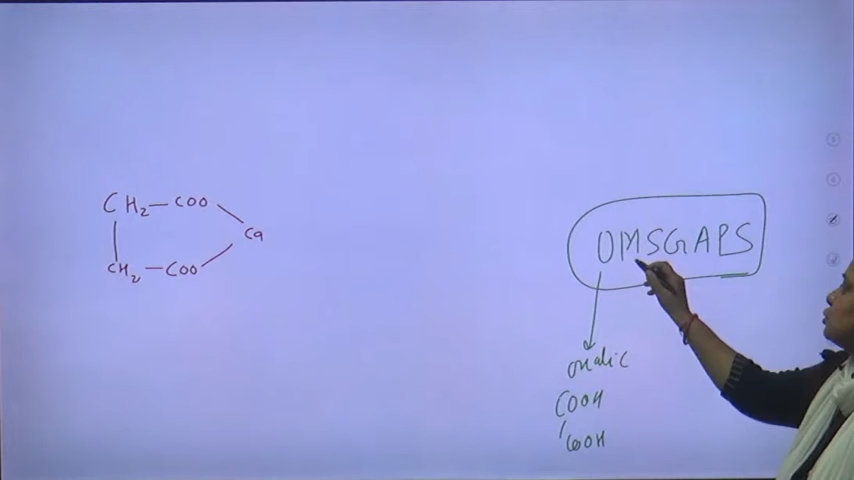 CH2-COO
Ca
CH2-COO
OMSGAPS
oxalic
COOH
COOH